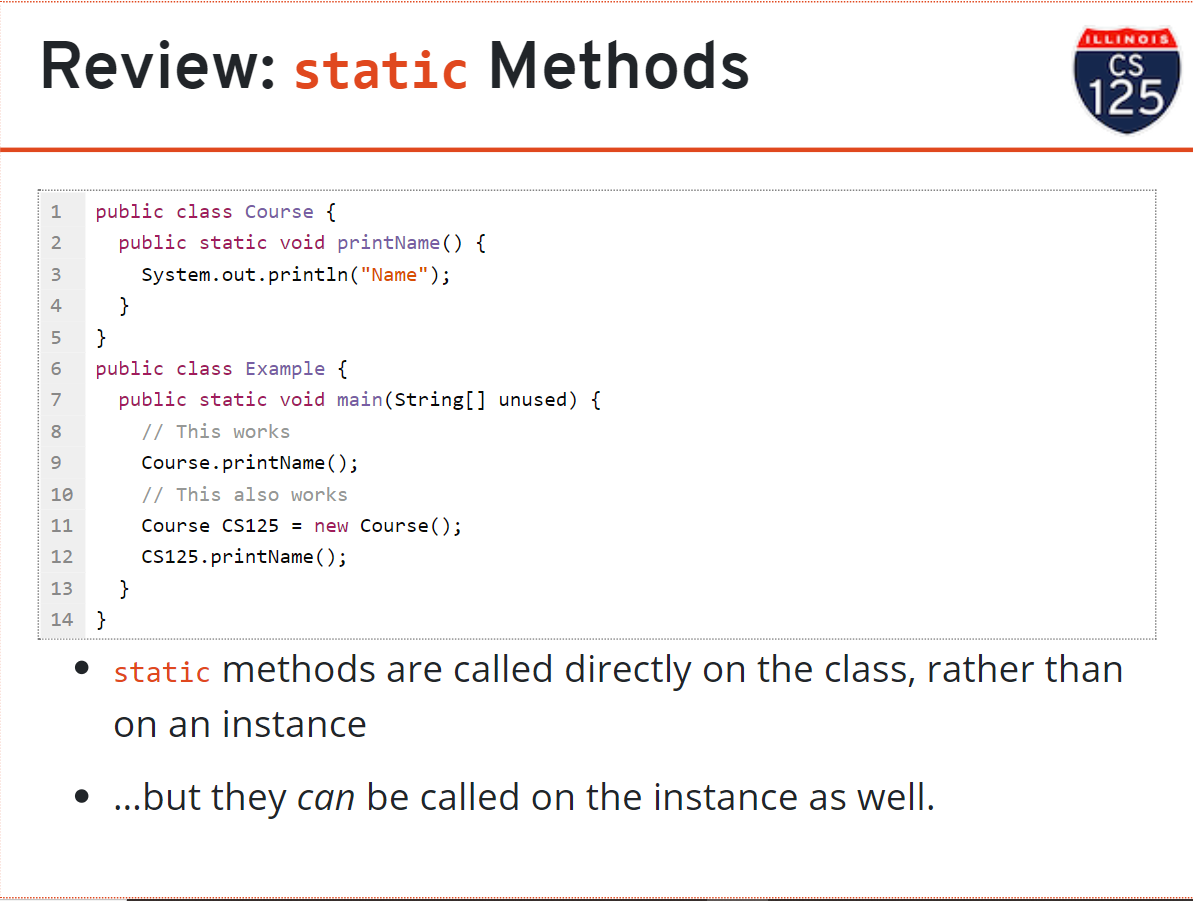 Review: static Methods
ILLINOIS
CS
125
1 public class Course {
2   public static void printName() {
3     System.out.println("Name");
4   }
5 }
6 public class Example {
7   public static void main(String[] unused) {
8     // This works
9     Course.printName();
10     // This also works
11     Course CS125 = new Course();
12     CS125.printName();
13   }
14 }
• static methods are called directly on the class, rather than
on an instance
• …but they can be called on the instance as well.